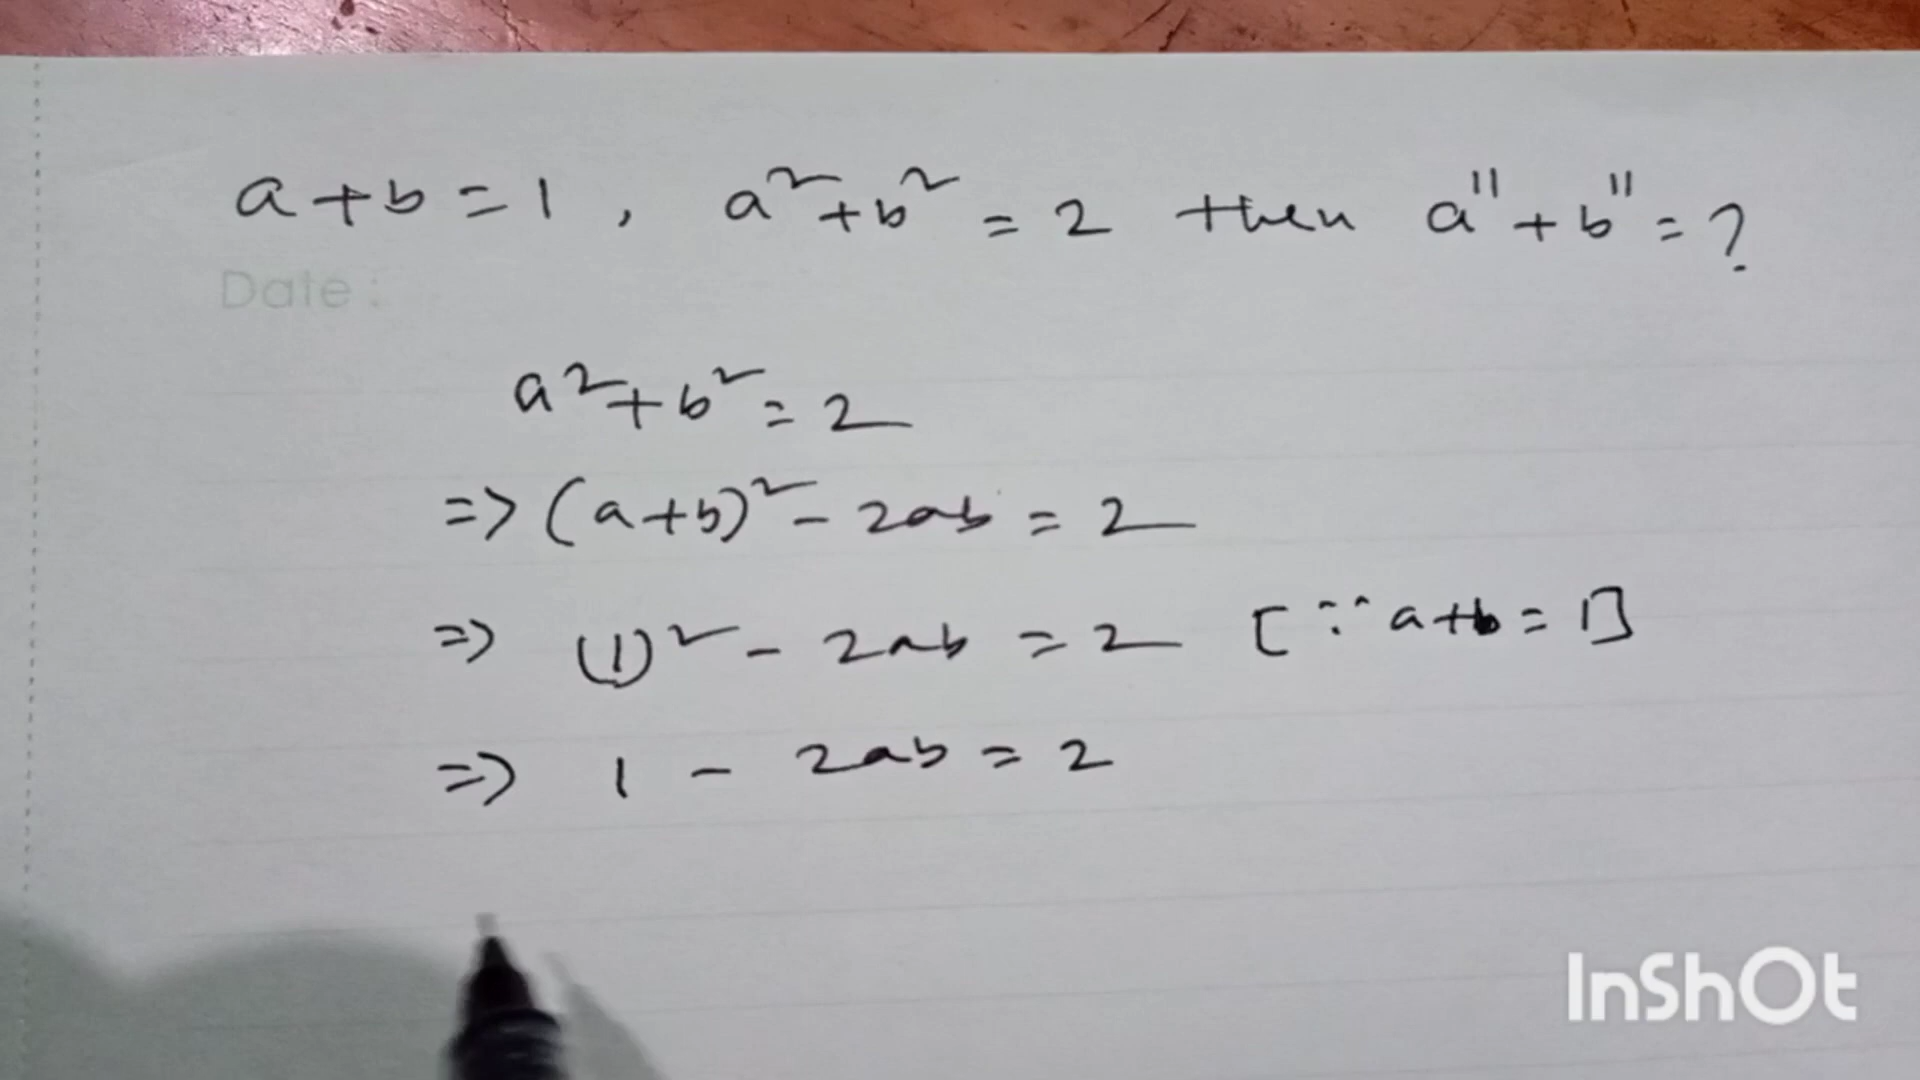 a + b = 1 , a² + b² = 2 then a¹¹ + b¹¹ = ?
Date :
a² + b² = 2
=> (a + b)² - 2ab = 2
=> (1)² - 2ab = 2 [∵ a + b = 1]
=> 1 - 2ab = 2
InShOt